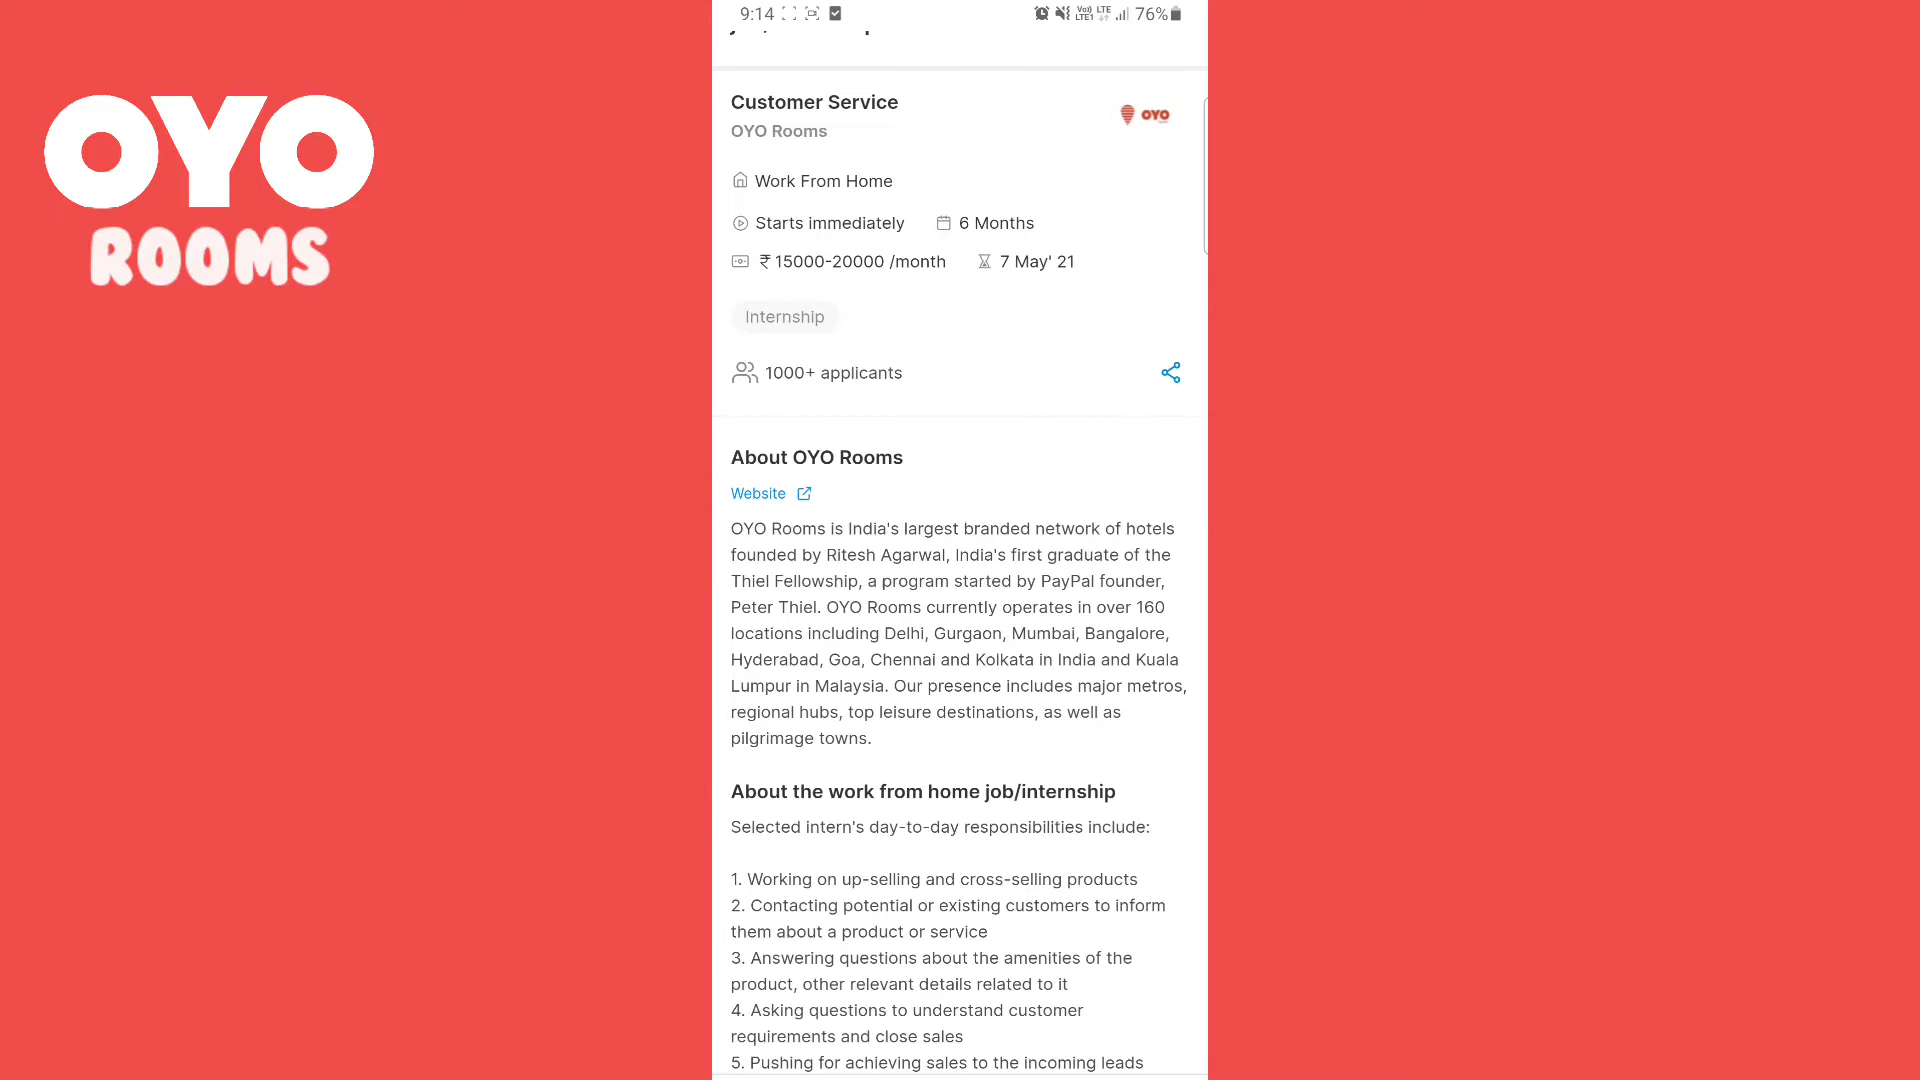 OYO
ROOMS
9:14
Vo)) LTE
LTE1
76%
Customer Service
OYO
OYO Rooms
Work From Home
Starts immediately 6 Months
₹ 15000-20000 /month 7 May' 21
Internship
1000+ applicants
About OYO Rooms
Website
OYO Rooms is India's largest branded network of hotels
founded by Ritesh Agarwal, India's first graduate of the
Thiel Fellowship, a program started by PayPal founder,
Peter Thiel. OYO Rooms currently operates in over 160
locations including Delhi, Gurgaon, Mumbai, Bangalore,
Hyderabad, Goa, Chennai and Kolkata in India and Kuala
Lumpur in Malaysia. Our presence includes major metros,
regional hubs, top leisure destinations, as well as
pilgrimage towns.
About the work from home job/internship
Selected intern's day-to-day responsibilities include:
1. Working on up-selling and cross-selling products
2. Contacting potential or existing customers to inform
them about a product or service
3. Answering questions about the amenities of the
product, other relevant details related to it
4. Asking questions to understand customer
requirements and close sales
5. Pushing for achieving sales to the incoming leads